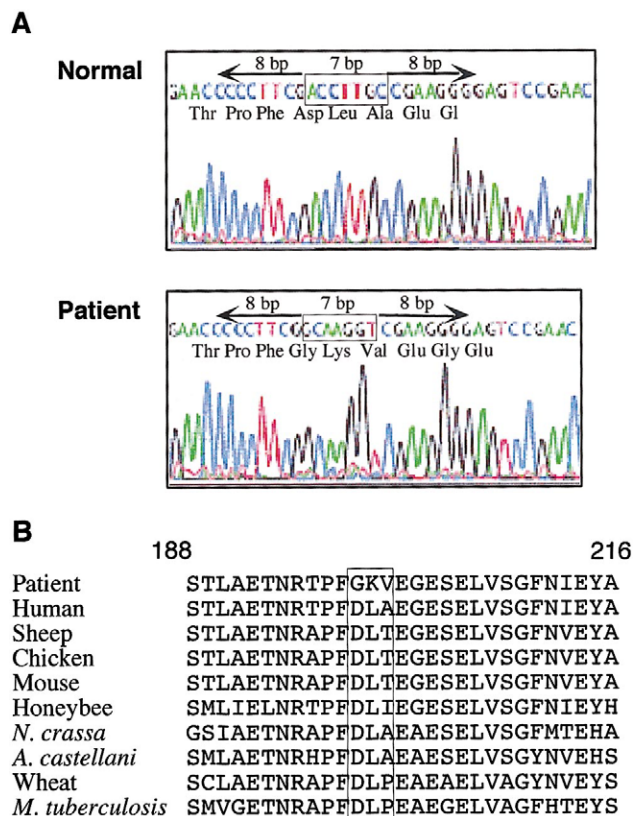 A
Normal
8 bp 7 bp 8 bp
GAACCCCCTTCGACCTTGCCGAAGGGGAGTCCGAAC
Thr Pro Phe Asp Leu Ala Glu Gl
Patient
8 bp 7 bp 8 bp
GAACCCCCTTCGGCAAGGTCGAAGGGGAGTCCGAAC
Thr Pro Phe Gly Lys Val Glu Gly Glu
B
188 216
Patient STLAETNRTPFGKVEGESELVSGFNIEYA
Human STLAETNRTPFDLAEGESELVSGFNIEYA
Sheep STLAETNRAPFDLTEGESELVSGFNVEYA
Chicken STLAETNRAPFDLTEGESELVSGFNVEYA
Mouse STLAETNRAPFDLTEGESELVSGFNVEYA
Honeybee SMLIELNRTPFDLIEGESELVSGFNIEYH
N. crassa GSIAETNRAPFDLAEAESELVSGFMTEHA
A. castellani SMLAETNRHPFDLAEGESELVSGYNVEHS
Wheat SCLAETNRAPFDLPEAEAELVAGYNVEYS
M. tuberculosis SMVGETNRAPFDLPEAEGELVAGFHTEYS